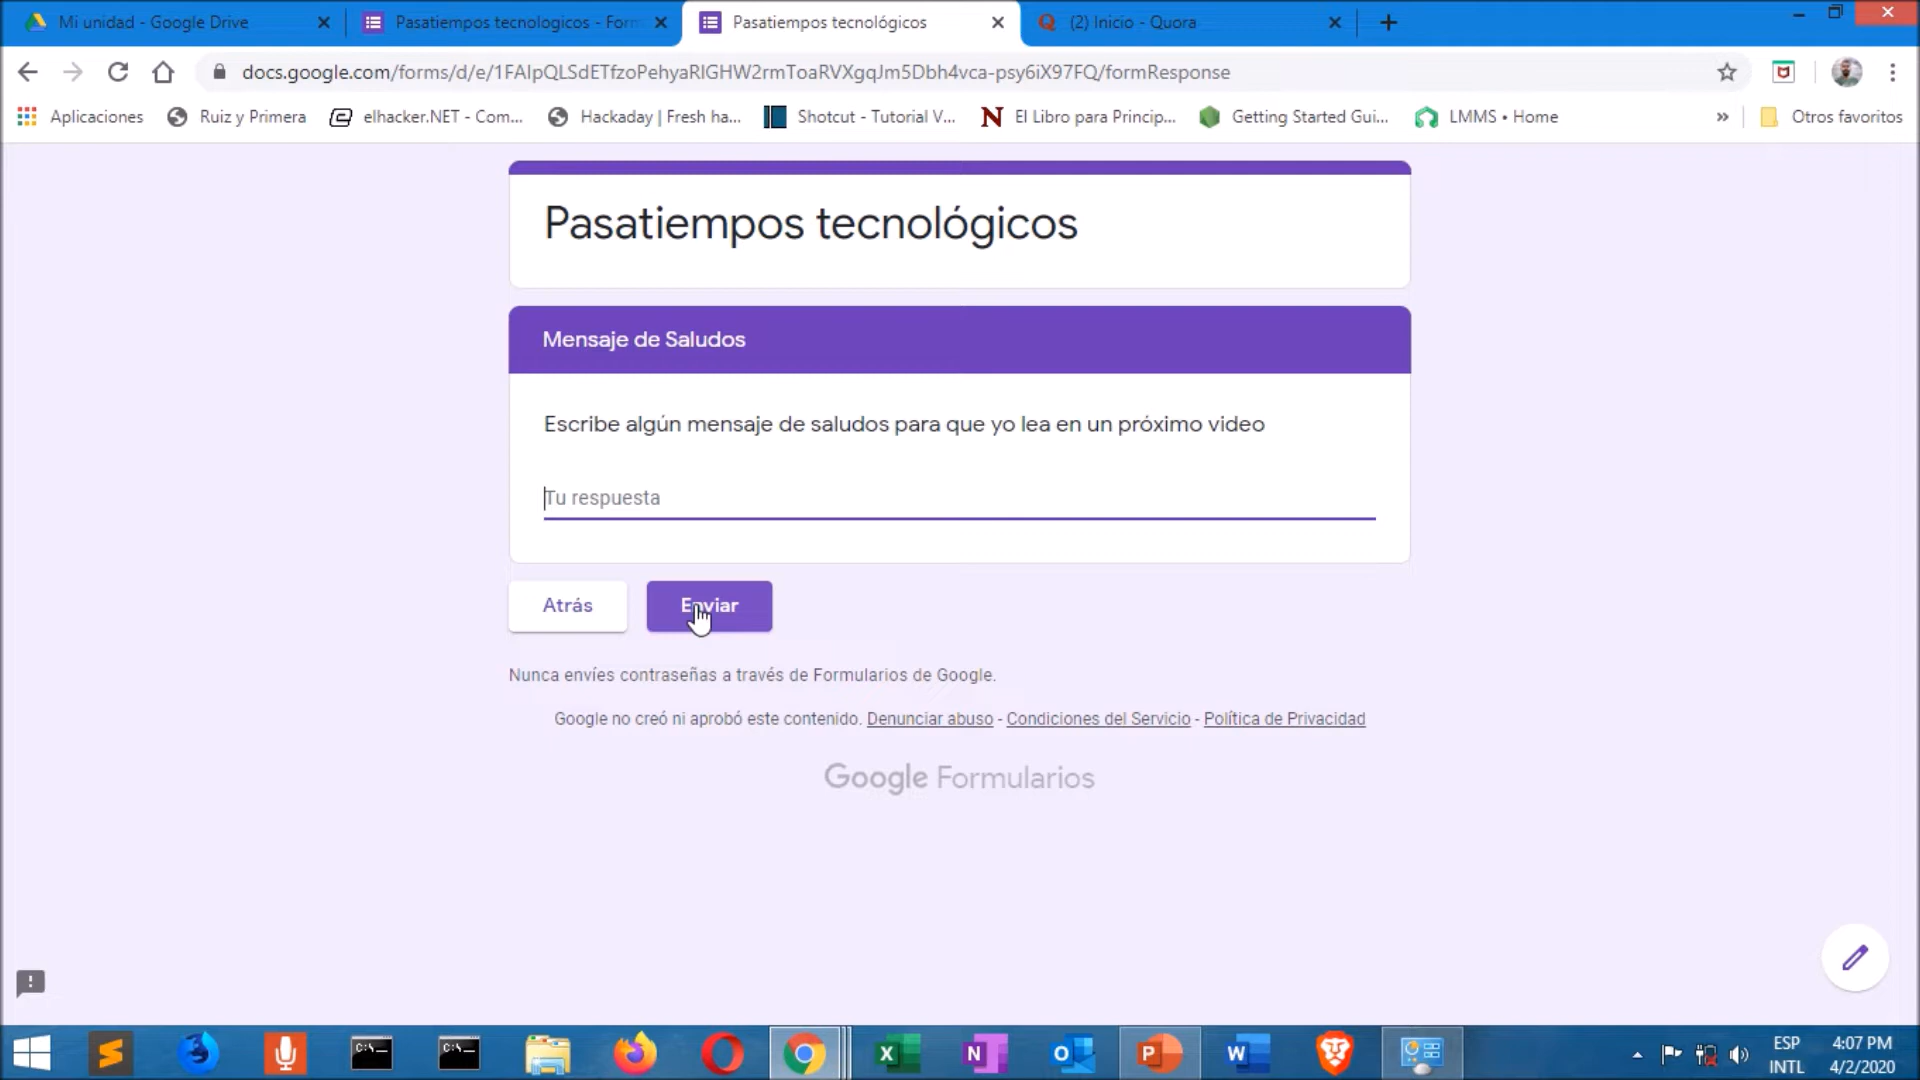 Mi unidad - Google Drive
Pasatiempos tecnologicos - Form
Pasatiempos tecnológicos
(2) Inicio - Quora
docs.google.com/forms/d/e/1FAIpQLSdETfzoPehyaRlGHW2rmToaRVXgqJm5Dbh4vca-psy6iX97FQ/formResponse
Aplicaciones
Ruiz y Primera
elhacker.NET - Com...
Hackaday | Fresh ha...
Shotcut - Tutorial V...
El Libro para Princip...
Getting Started Gui...
LMMS • Home
»
Otros favoritos
Pasatiempos tecnológicos
Mensaje de Saludos
Escribe algún mensaje de saludos para que yo lea en un próximo video
Tu respuesta
Atrás
Enviar
Nunca envíes contraseñas a través de Formularios de Google.
Google no creó ni aprobó este contenido. Denunciar abuso - Condiciones del Servicio - Política de Privacidad
Google Formularios
ESP
INTL
4:07 PM
4/2/2020